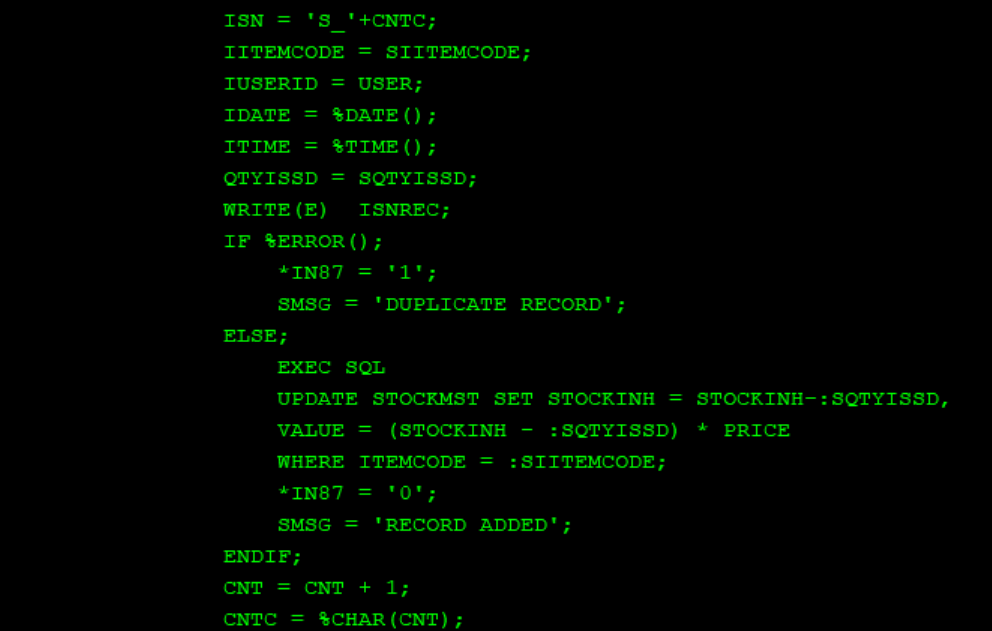 ISN = 'S_'+CNTC;
IITEMCODE = SIITEMCODE;
IUSERID = USER;
IDATE = %DATE();
ITIME = %TIME();
QTYISSD = SQTYISSD;
WRITE(E)  ISNREC;
IF %ERROR();
    *IN87 = '1';
    SMSG = 'DUPLICATE RECORD';
ELSE;
    EXEC SQL
    UPDATE STOCKMST SET STOCKINH = STOCKINH-:SQTYISSD,
    VALUE = (STOCKINH - :SQTYISSD) * PRICE
    WHERE ITEMCODE = :SIITEMCODE;
    *IN87 = '0';
    SMSG = 'RECORD ADDED';
ENDIF;
CNT = CNT + 1;
CNTC = %CHAR(CNT);